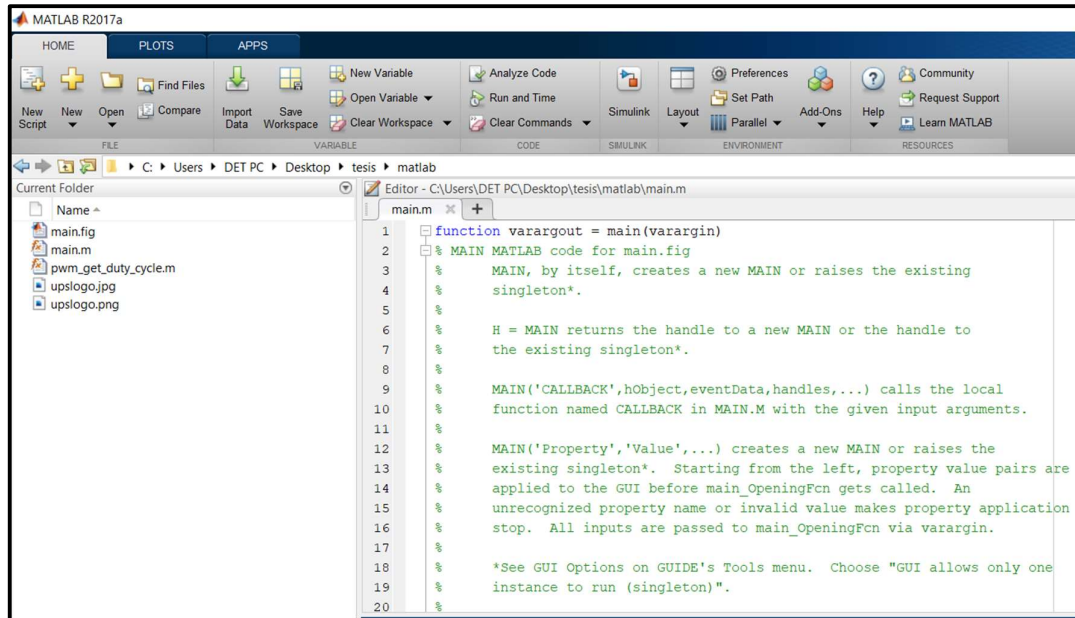 MATLAB R2017a
HOME PLOTS APPS
New Script
New
Open
Find Files
Compare
FILE
Import Data
Save Workspace
New Variable
Open Variable
Clear Workspace
VARIABLE
Analyze Code
Run and Time
Clear Commands
CODE
Simulink
SIMULINK
Layout
Preferences
Set Path
Parallel
Add-Ons
ENVIRONMENT
Help
Community
Request Support
Learn MATLAB
RESOURCES
C: Users DET PC Desktop tesis matlab
Current Folder
Name
main.fig
main.m
pwm_get_duty_cycle.m
upslogo.jpg
upslogo.png
Editor - C:\Users\DET PC\Desktop\tesis\matlab\main.m
main.m
1 function varargout = main(varargin)
2 % MAIN MATLAB code for main.fig
3 % MAIN, by itself, creates a new MAIN or raises the existing
4 % singleton*.
5 %
6 % H = MAIN returns the handle to a new MAIN or the handle to
7 % the existing singleton*.
8 %
9 % MAIN('CALLBACK',hObject,eventData,handles,...) calls the local
10 % function named CALLBACK in MAIN.M with the given input arguments.
11 %
12 % MAIN('Property','Value',...) creates a new MAIN or raises the
13 % existing singleton*. Starting from the left, property value pairs are
14 % applied to the GUI before main_OpeningFcn gets called. An
15 % unrecognized property name or invalid value makes property application
16 % stop. All inputs are passed to main_OpeningFcn via varargin.
17 %
18 % *See GUI Options on GUIDE's Tools menu. Choose "GUI allows only one
19 % instance to run (singleton)".
20 %